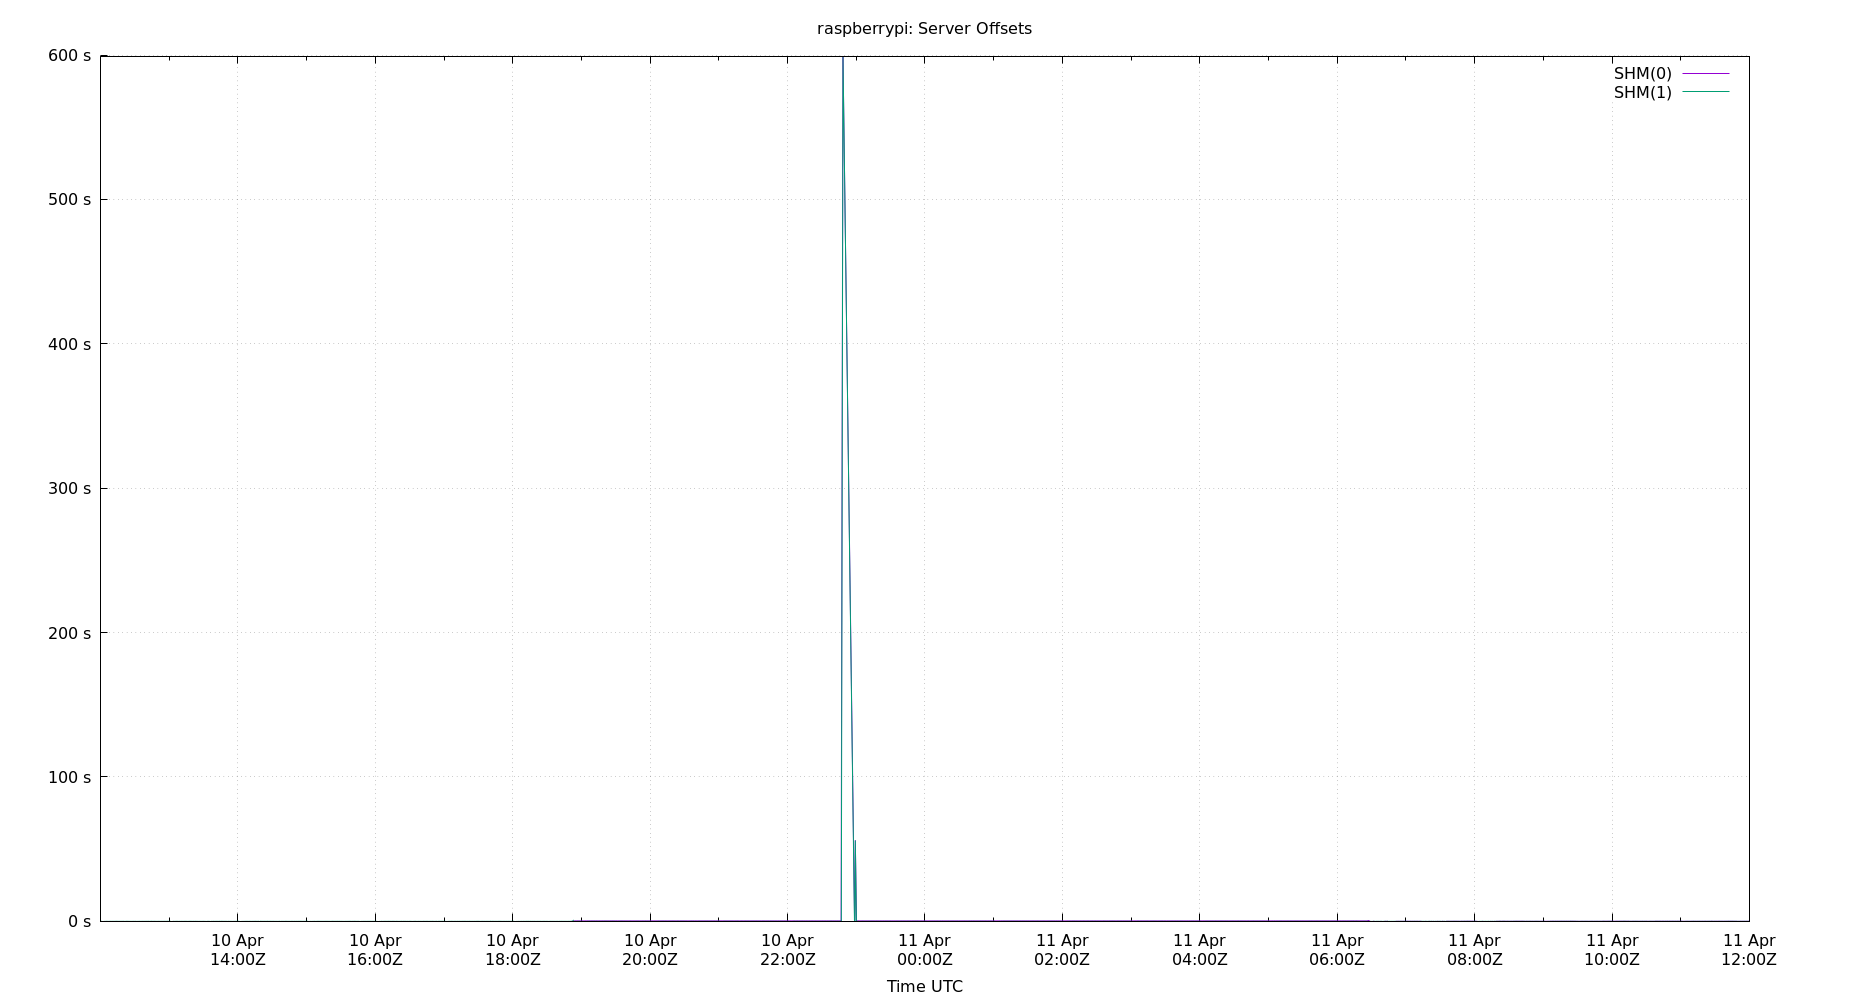 raspberrypi: Server Offsets
600 s
SHM(0)
SHM(1)
500 s
400 s
300 s
200 s
100 s
0 s
10 Apr 10 Apr 10 Apr 10 Apr 10 Apr 11 Apr 11 Apr 11 Apr 11 Apr 11 Apr 11 Apr 11 Apr
14:00Z 16:00Z 18:00Z 20:00Z 22:00Z 00:00Z 02:00Z 04:00Z 06:00Z 08:00Z 10:00Z 12:00Z
Time UTC